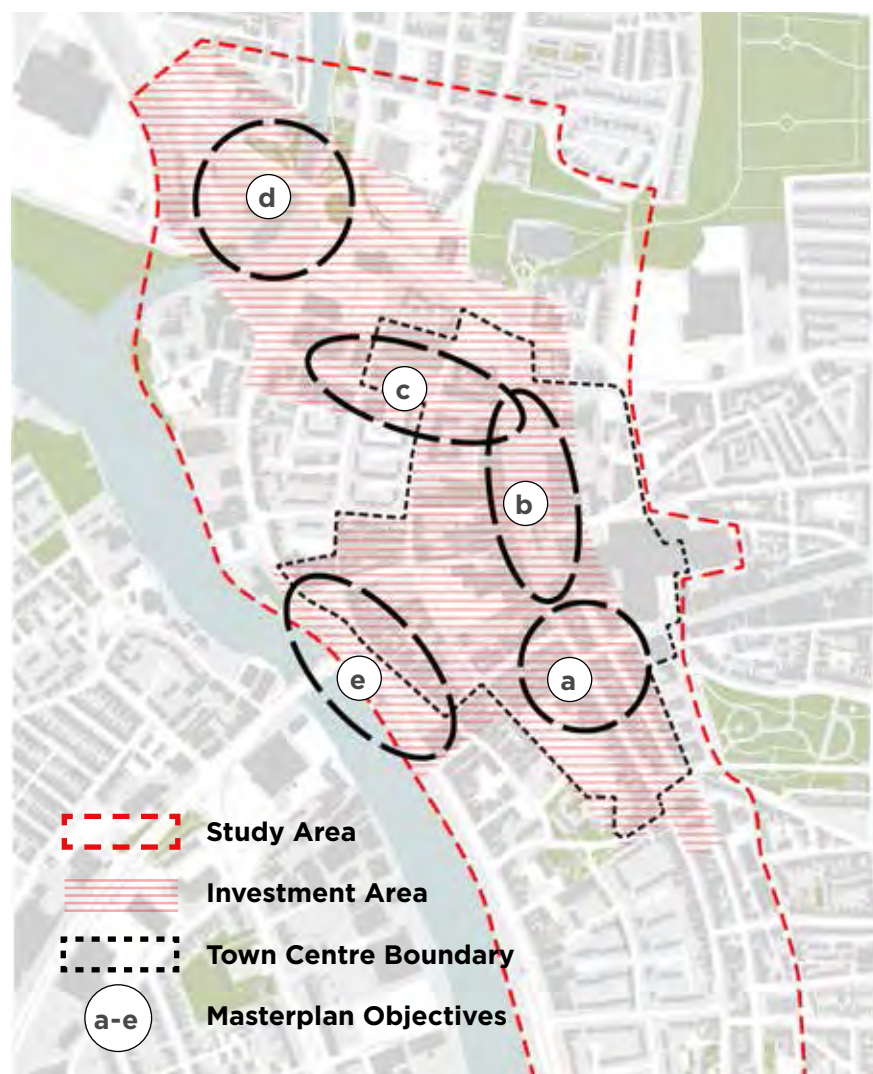 d
c
b
a
e
Study Area
Investment Area
Town Centre Boundary
a-e
Masterplan Objectives